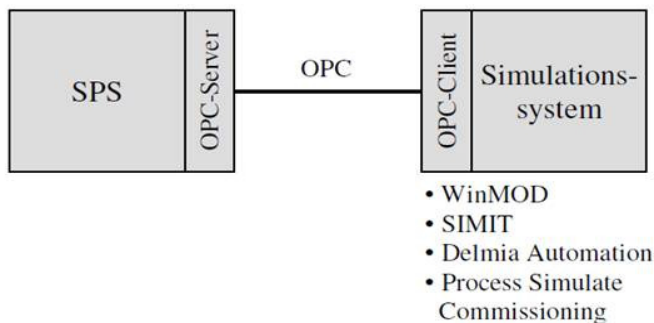 SPS
OPC-Server
OPC
OPC-Client
Simulations-
system
• WinMOD
• SIMIT
• Delmia Automation
• Process Simulate
Commissioning